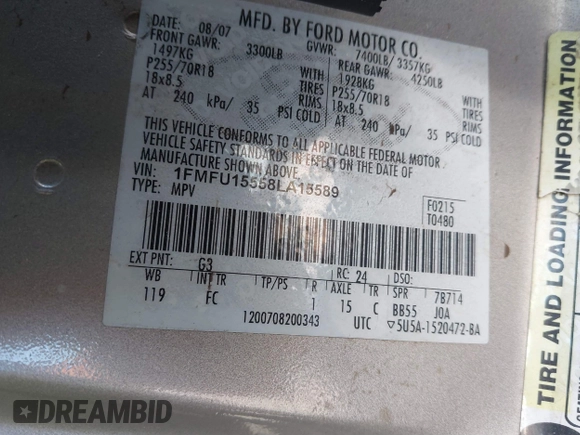 MFD. BY FORD MOTOR CO.
DATE: 08/07 GVWR: 7400LB/ 3357KG
FRONT GAWR: 3300LB REAR GAWR: 4250LB
1497KG WITH 1928KG WITH
P255/70R18 TIRES P255/70R18 TIRES
18x8.5 RIMS 18x8.5 RIMS
AT 240 kPa/ 35 PSI COLD AT 240 kPa/ 35 PSI COLD
THIS VEHICLE CONFORMS TO ALL APPLICABLE FEDERAL MOTOR
VEHICLE SAFETY STANDARDS IN EFFECT ON THE DATE OF
MANUFACTURE SHOWN ABOVE.
VIN: 1FMFU15558LA13589
TYPE: MPV
F0215
T0480
EXT PNT: G3 RC: 24 DSO:
WB INT TR TP/PS R AXLE TR SPR 7B714
119 FC 1 15 C BB55 JOA
1200708200343 UTC ▽5U5A-1520472-BA
TIRE AND LOADING INFORMATION
DREAMBID